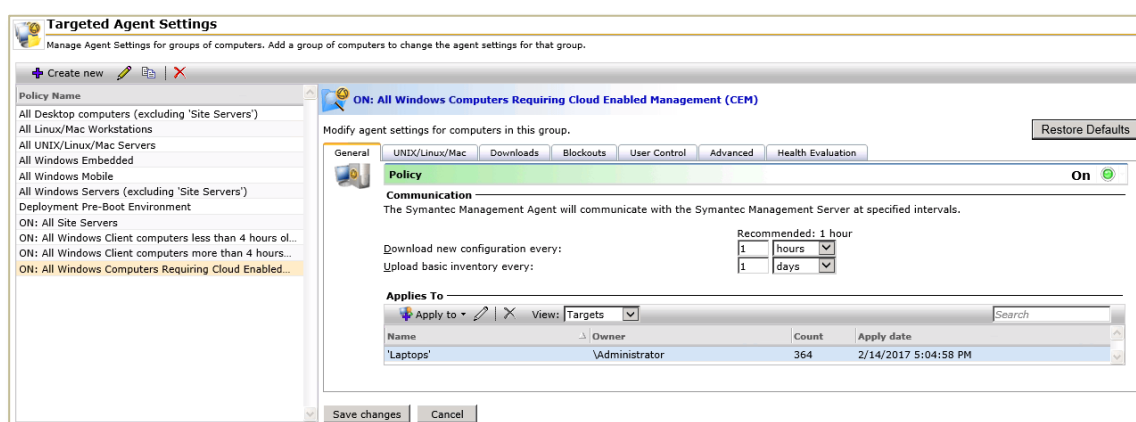 Targeted Agent Settings
Manage Agent Settings for groups of computers. Add a group of computers to change the agent settings for that group.
Create new
Policy Name
All Desktop computers (excluding 'Site Servers')
All Linux/Mac Workstations
All UNIX/Linux/Mac Servers
All Windows Embedded
All Windows Mobile
All Windows Servers (excluding 'Site Servers')
Deployment Pre-Boot Environment
ON: All Site Servers
ON: All Windows Client computers less than 4 hours ol...
ON: All Windows Client computers more than 4 hours...
ON: All Windows Computers Requiring Cloud Enabled...
ON: All Windows Computers Requiring Cloud Enabled Management (CEM)
Modify agent settings for computers in this group.
Restore Defaults
General UNIX/Linux/Mac Downloads Blockouts User Control Advanced Health Evaluation
Policy On
Communication
The Symantec Management Agent will communicate with the Symantec Management Server at specified intervals.
Recommended: 1 hour
Download new configuration every: 1 hours
Upload basic inventory every: 1 days
Applies To
Apply to View: Targets Search
Name Owner Count Apply date
'Laptops' \Administrator 364 2/14/2017 5:04:58 PM
Save changes Cancel